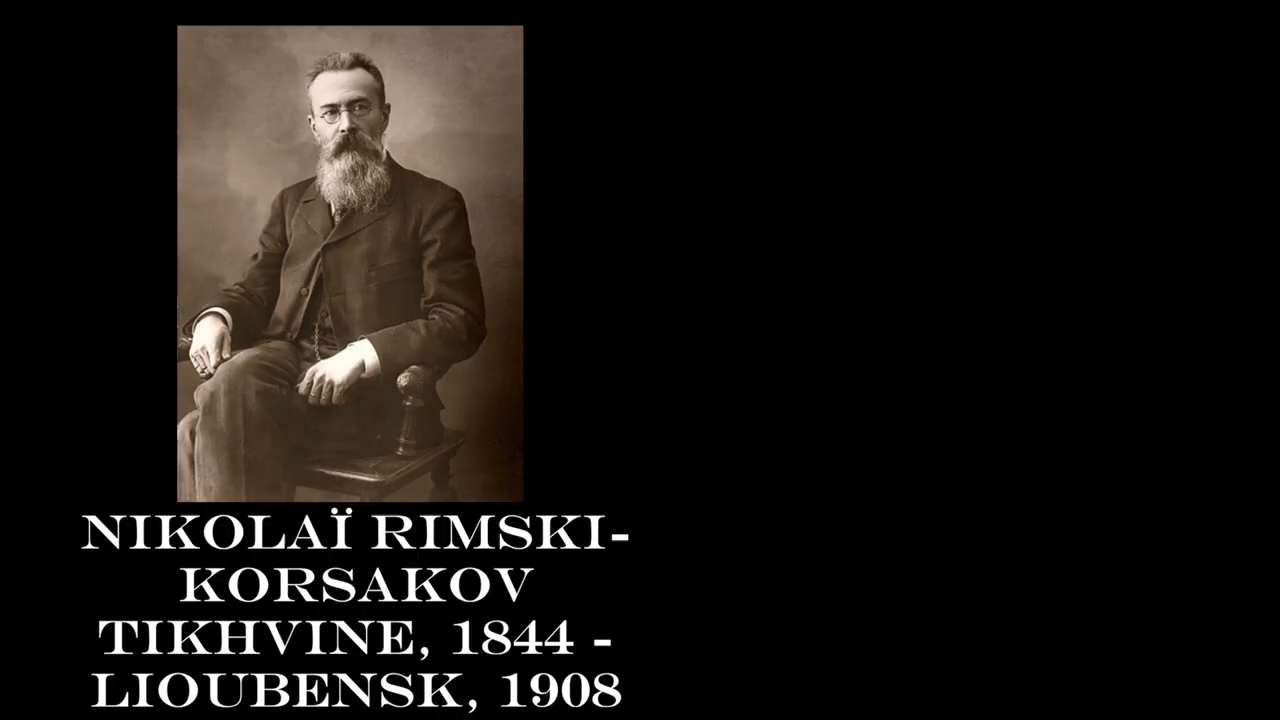 NIKOLAÏ RIMSKI-
KORSAKOV
TIKHVINE, 1844 -
LIOUBENSK, 1908